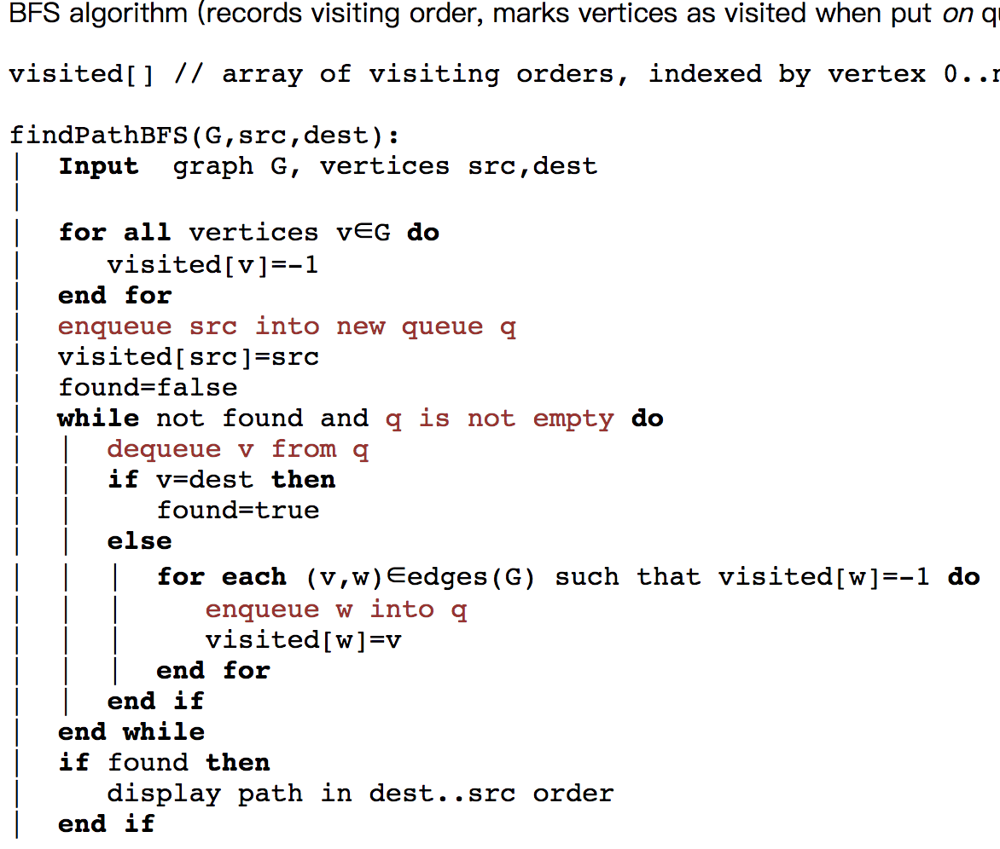 BFS algorithm (records visiting order, marks vertices as visited when put on
visited[] // array of visiting orders, indexed by vertex
findPathBFS(G,src,dest):
| Input graph G, vertices src,dest
|
| for all vertices v∈G do
| visited[v]=-1
| end for
| enqueue src into new queue q
| visited[src]=src
| found=false
| while not found and q is not empty do
| | dequeue v from q
| | if v=dest then
| | found=true
| | else
| | | for each (v,w)∈edges(G) such that visited[w]=-1 do
| | | enqueue w into q
| | | visited[w]=v
| | | end for
| | end if
| end while
| if found then
| display path in dest..src order
| end if